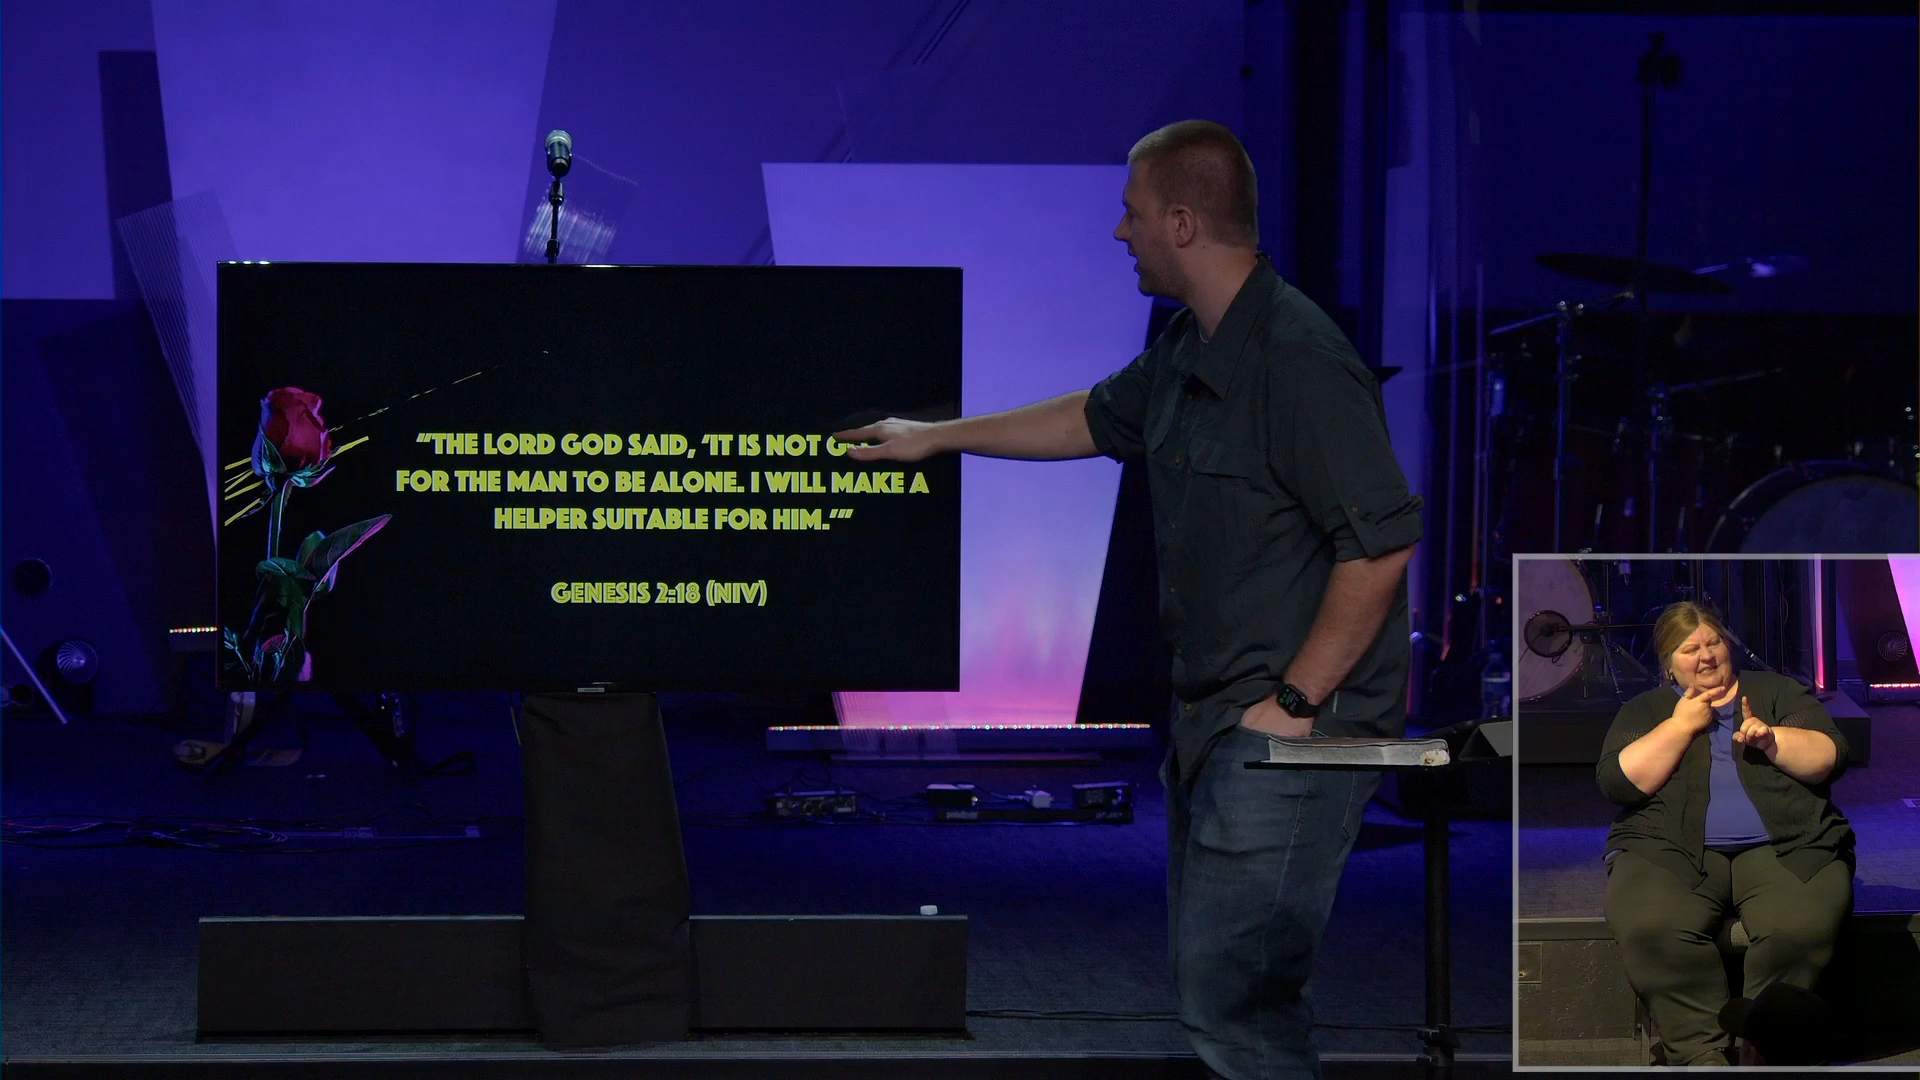 “THE LORD GOD SAID, ‘IT IS NOT
FOR THE MAN TO BE ALONE. I WILL MAKE A
HELPER SUITABLE FOR HIM.’”
GENESIS 2:18 (NIV)